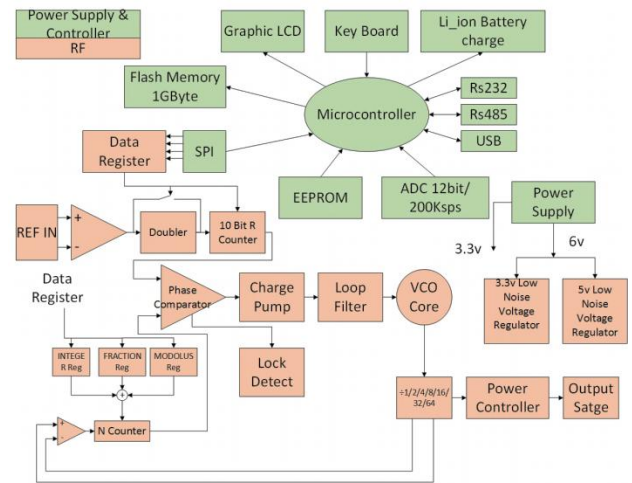 Power Supply &
Controller
RF
Graphic LCD
Key Board
Li_ion Battery
charge
Flash Memory
1GByte
Microcontroller
Rs232
Rs485
USB
Data
Register
SPI
EEPROM
ADC 12bit/
200Ksps
Power
Supply
3.3v
6v
REF IN
+
-
Doubler
10 Bit R
Counter
Data
Register
Phase
Comparator
Charge
Pump
Loop
Filter
VCO
Core
3.3v Low
Noise
Voltage
Regulator
5v Low
Noise
Voltage
Regulator
Lock
Detect
INTEGE
R Reg
FRACTION
Reg
MODOLUS
Reg
+
+
-
N Counter
÷1/2/4/8/16/
32/64
Power
Controller
Output
Satge